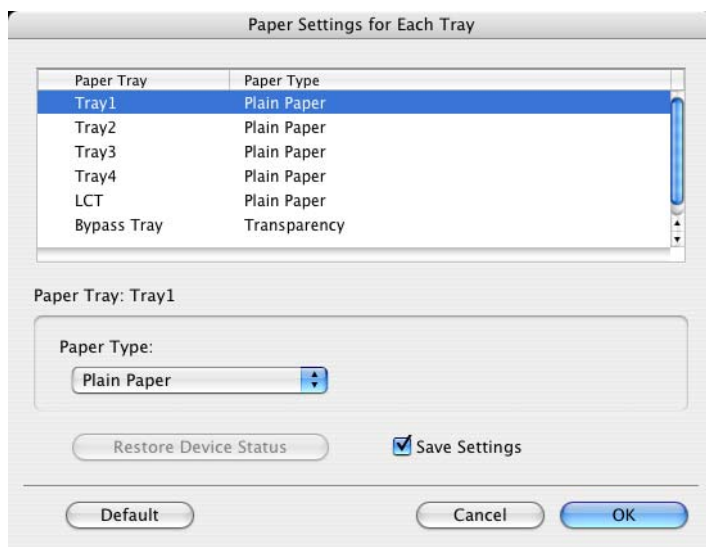 Paper Settings for Each Tray
Paper Tray Paper Type
Tray1 Plain Paper
Tray2 Plain Paper
Tray3 Plain Paper
Tray4 Plain Paper
LCT Plain Paper
Bypass Tray Transparency
Paper Tray: Tray1
Paper Type:
Plain Paper
Restore Device Status Save Settings
Default Cancel OK